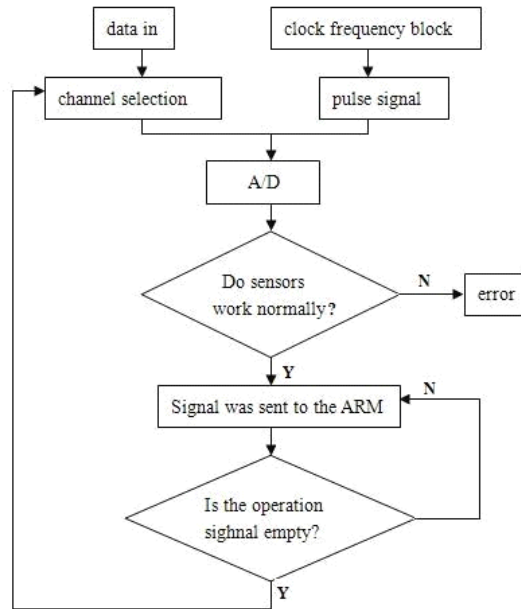 data in
clock frequency block
channel selection
pulse signal
A/D
Do sensors
work normally?
N
error
Y
Signal was sent to the ARM
N
Is the operation
sighnal empty?
Y